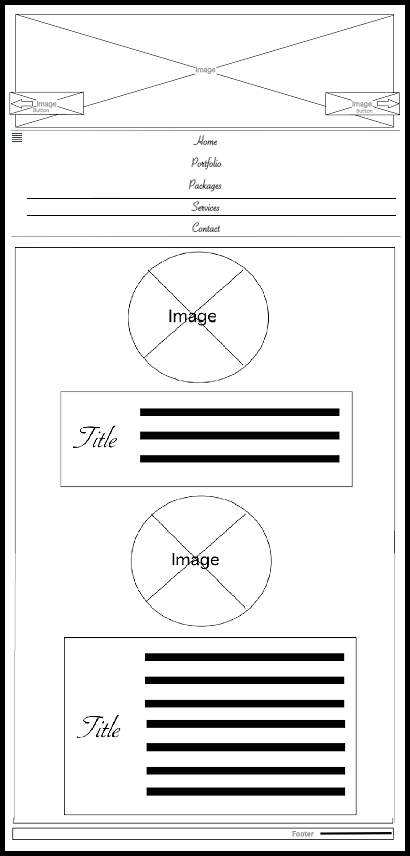 Image
Image
Button
Image
Button
Home
Portfolio
Packages
Services
Contact
Image
Title
Image
Title
Footer